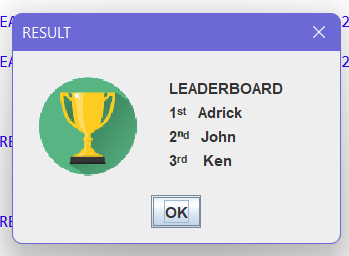 RESULT
LEADERBOARD
1st Adrick
2nd John
3rd Ken
OK